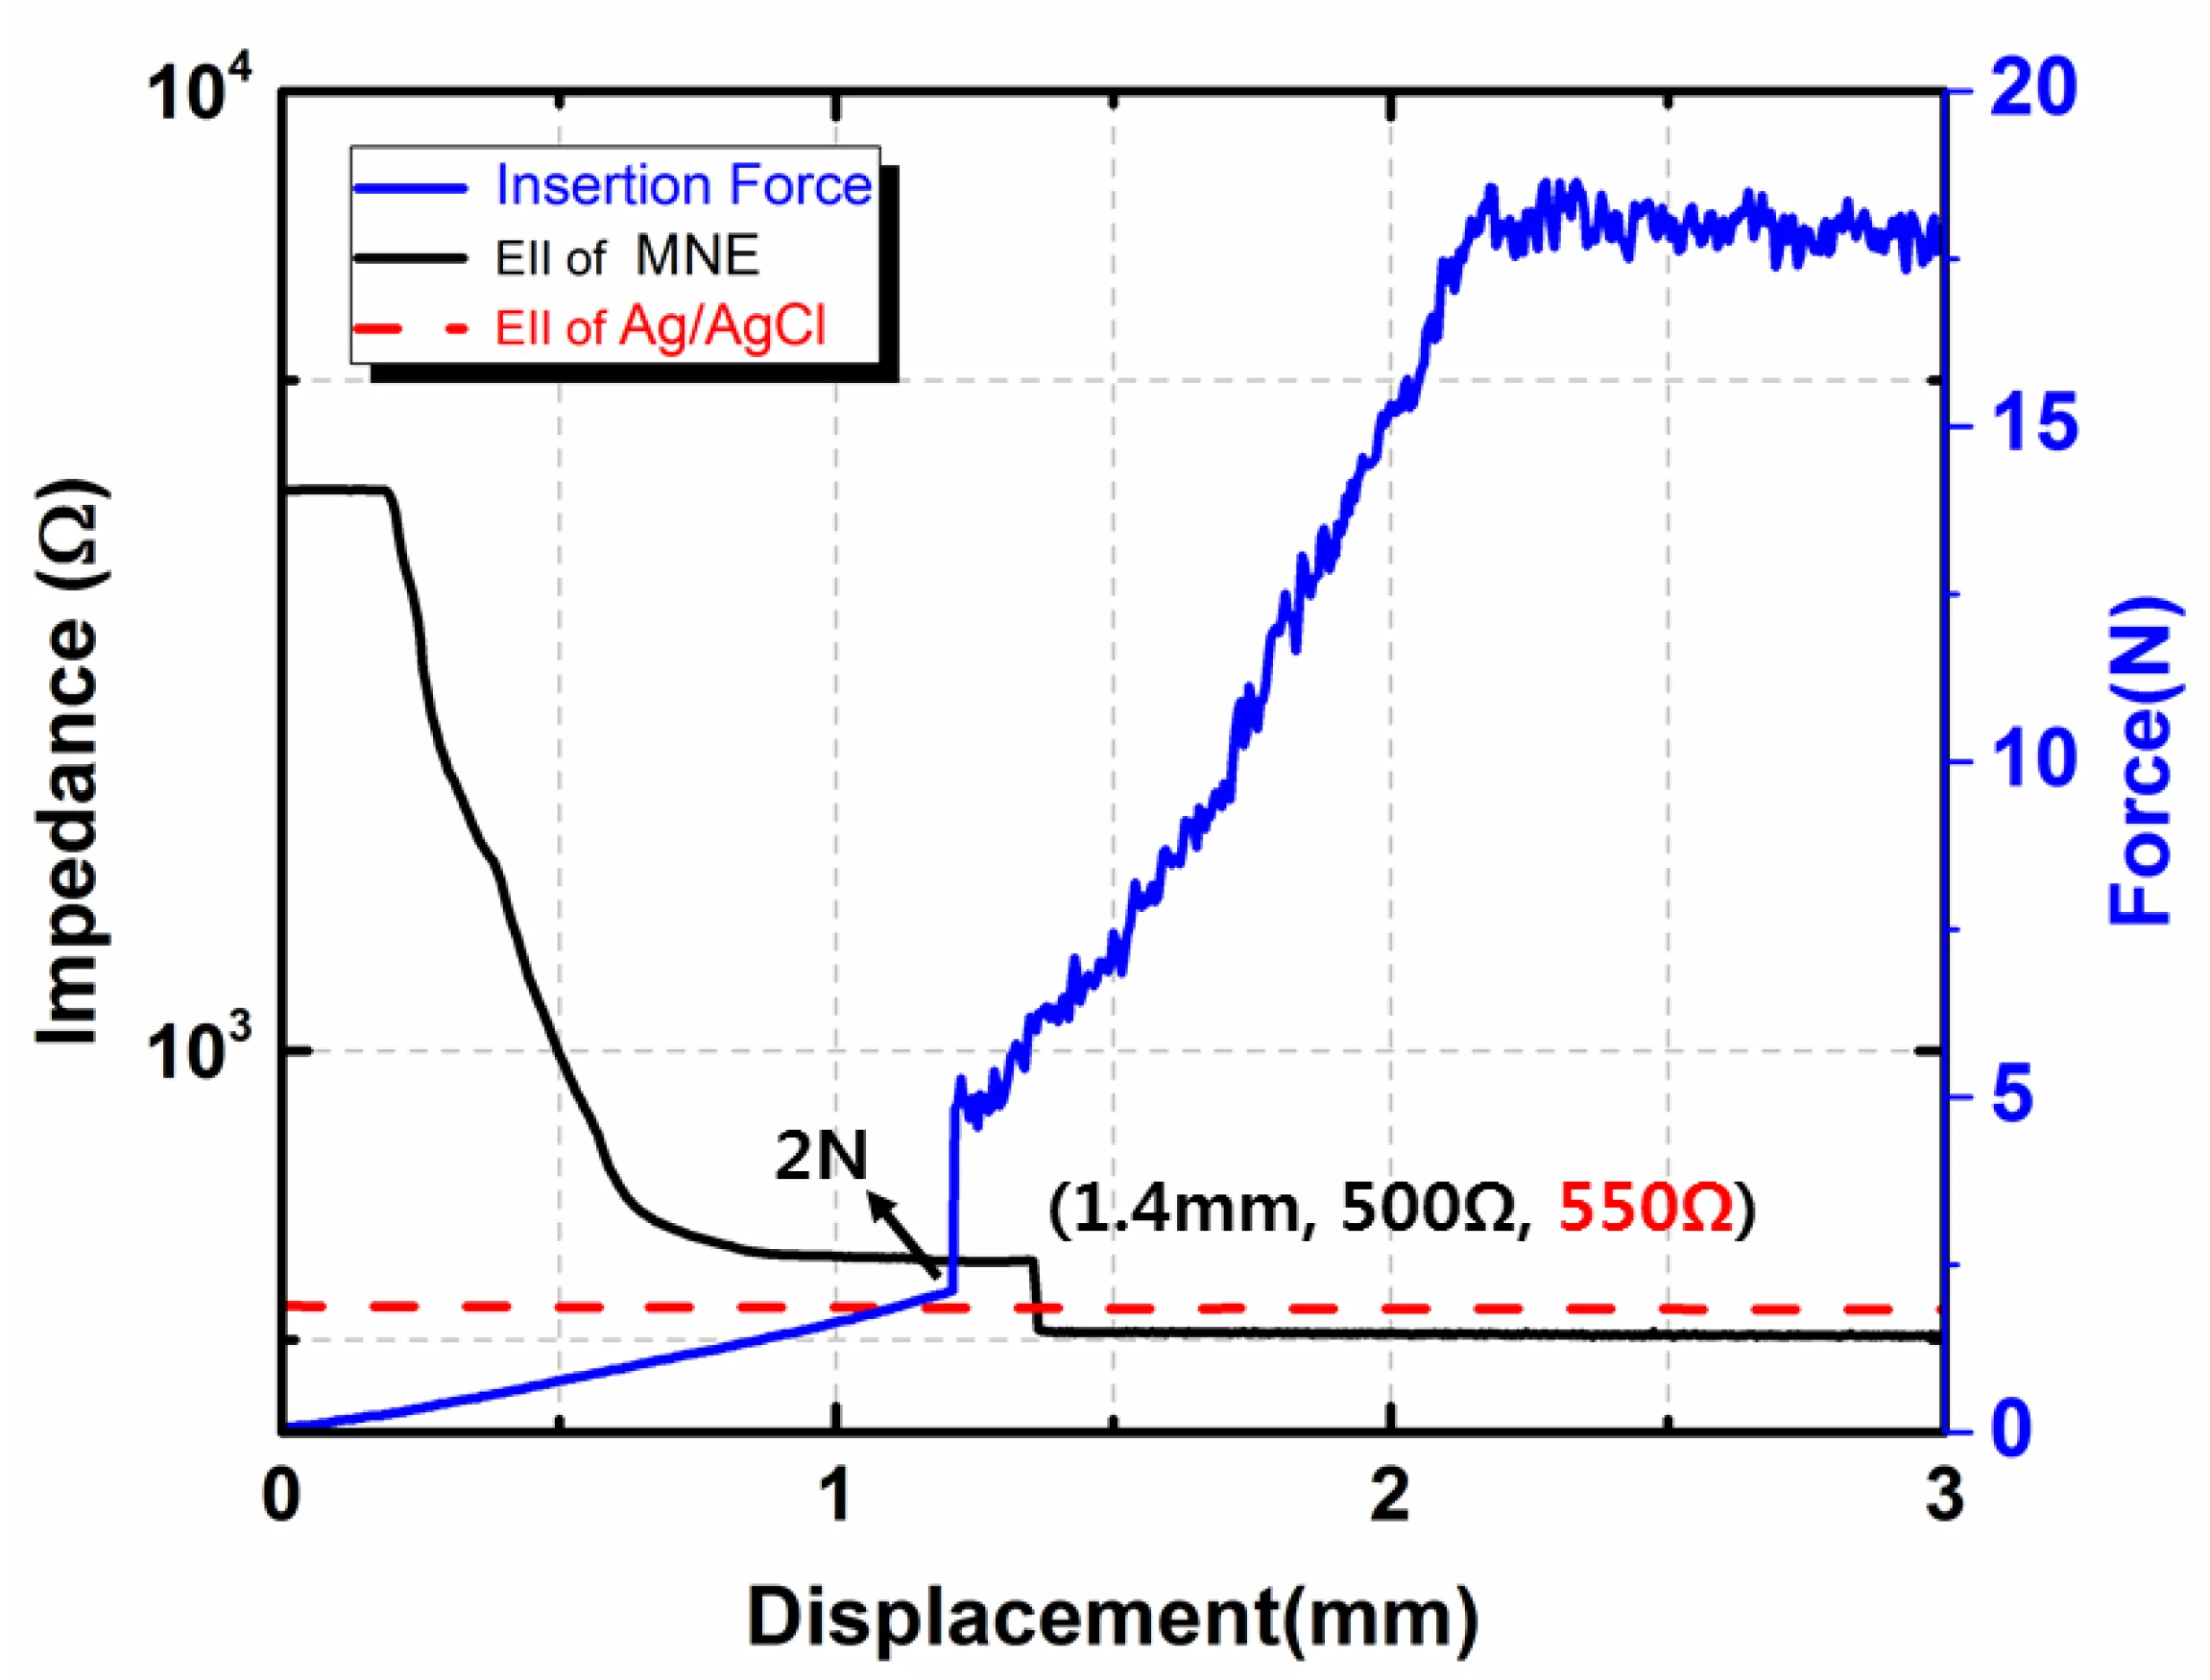 10⁴
20
Insertion Force
EII of MNE
EII of Ag/AgCl
15
Impedance (Ω)
Force(N)
10
10³
5
2N
(1.4mm, 500Ω, 550Ω)
0
0 1 2 3
Displacement(mm)